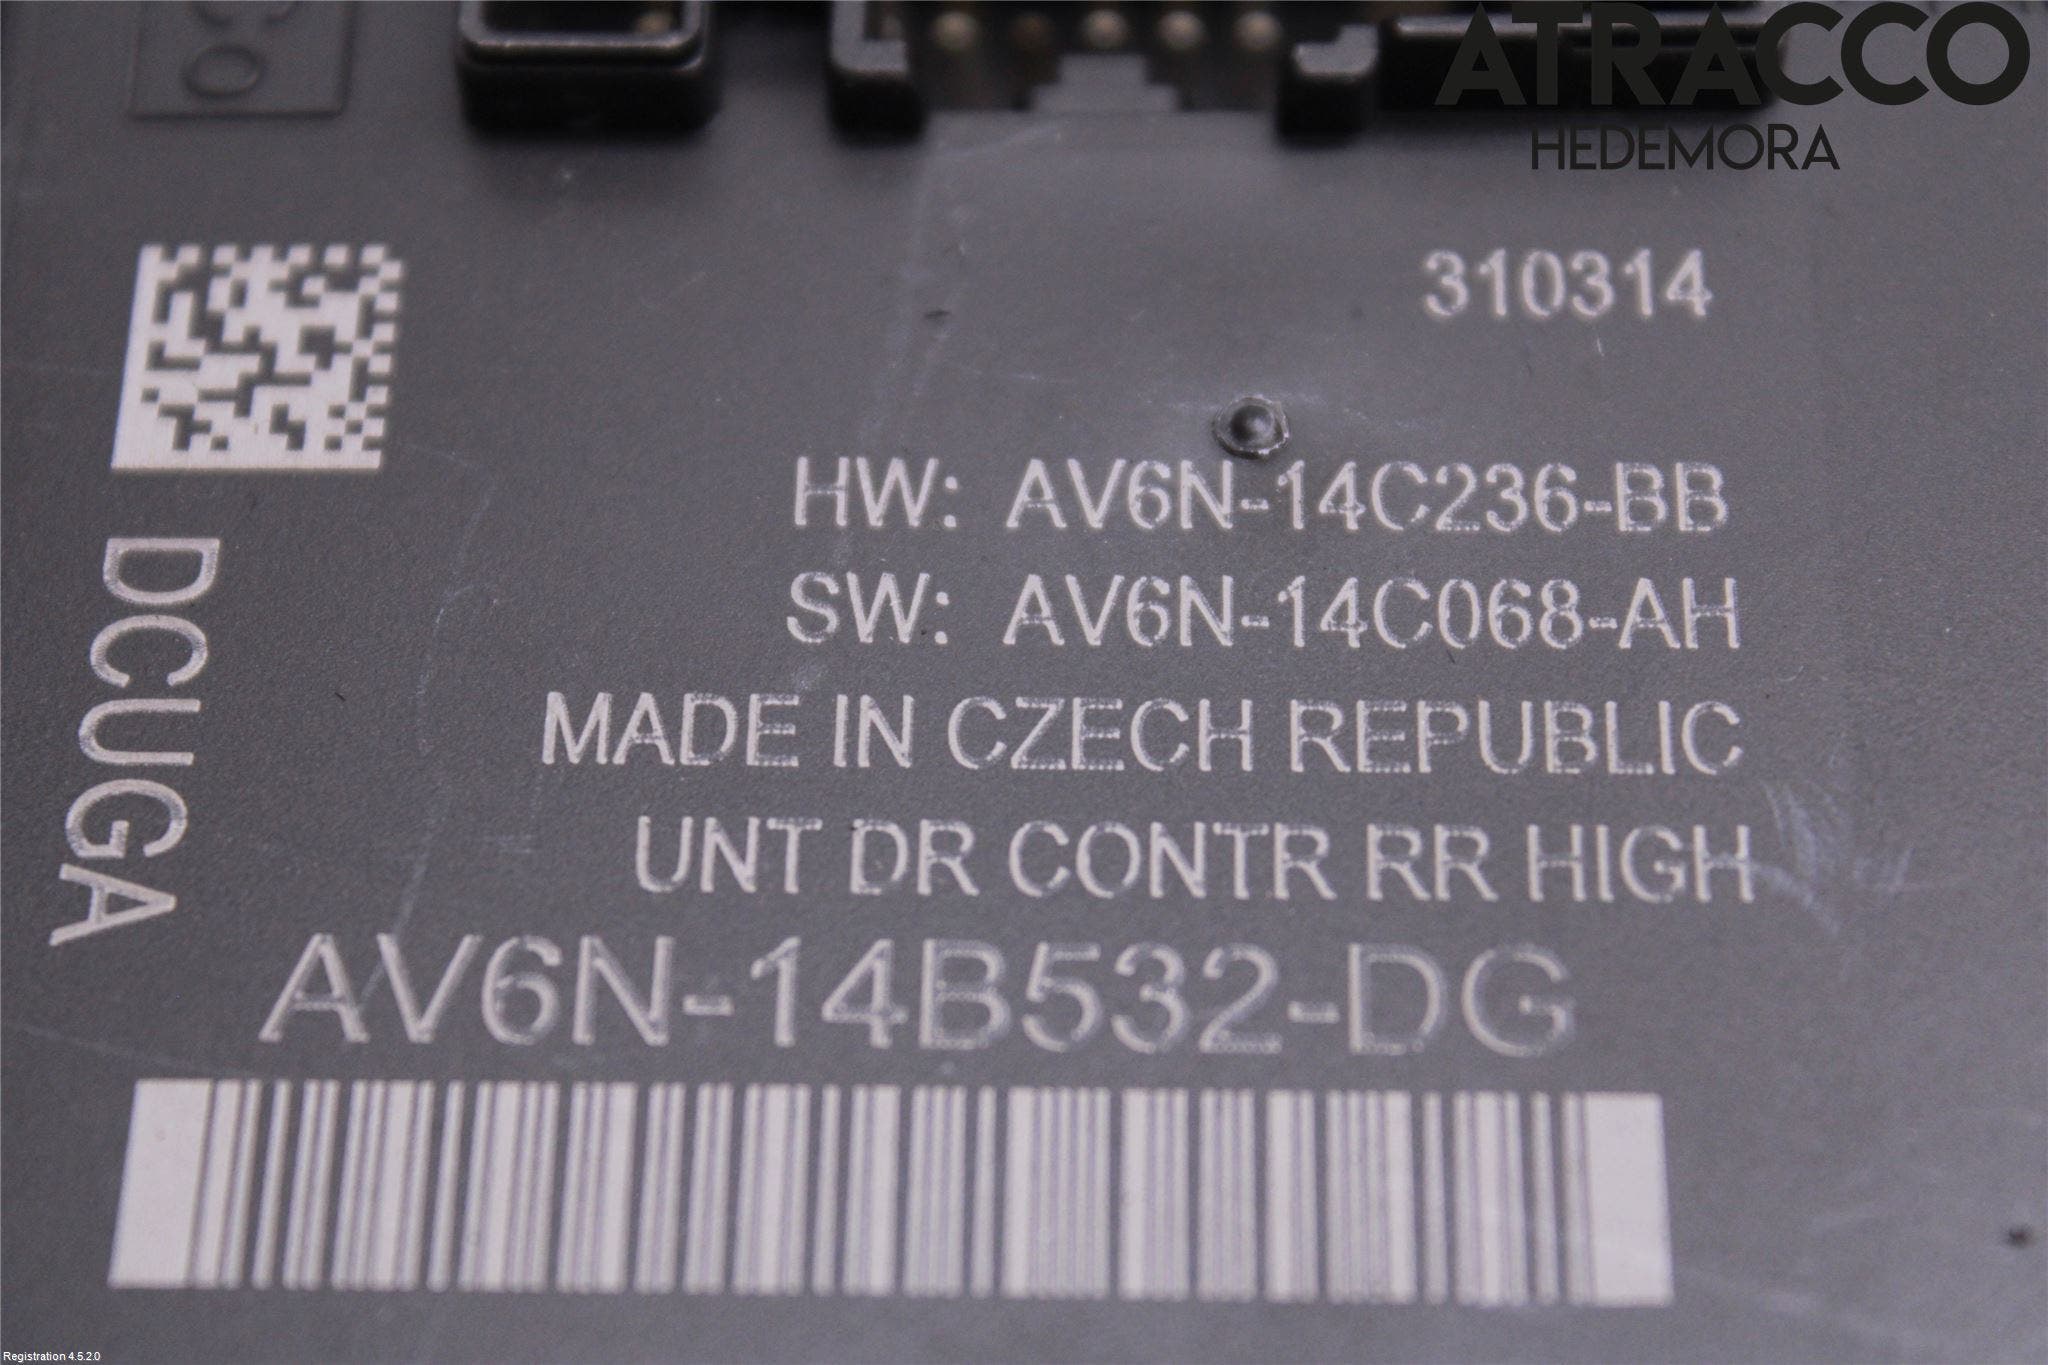 ATRACCO
HEDEMORA
310314
HW: AV6N-14C236-BB
SW: AV6N-14C068-AH
MADE IN CZECH REPUBLIC
UNT DR CONTR RR HIGH
AV6N-14B532-DG
DCUGA
Registration 4.5.2.0